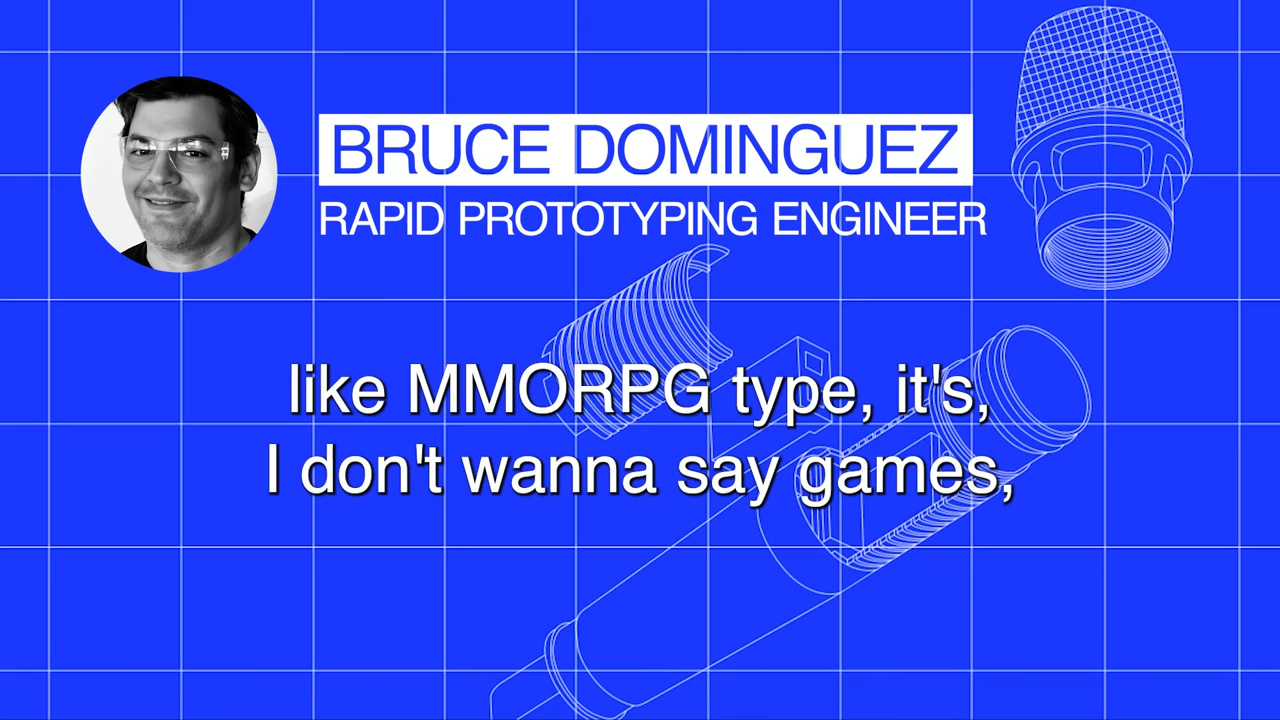 BRUCE DOMINGUEZ
RAPID PROTOTYPING ENGINEER
like MMORPG type, it's,
I don't wanna say games,